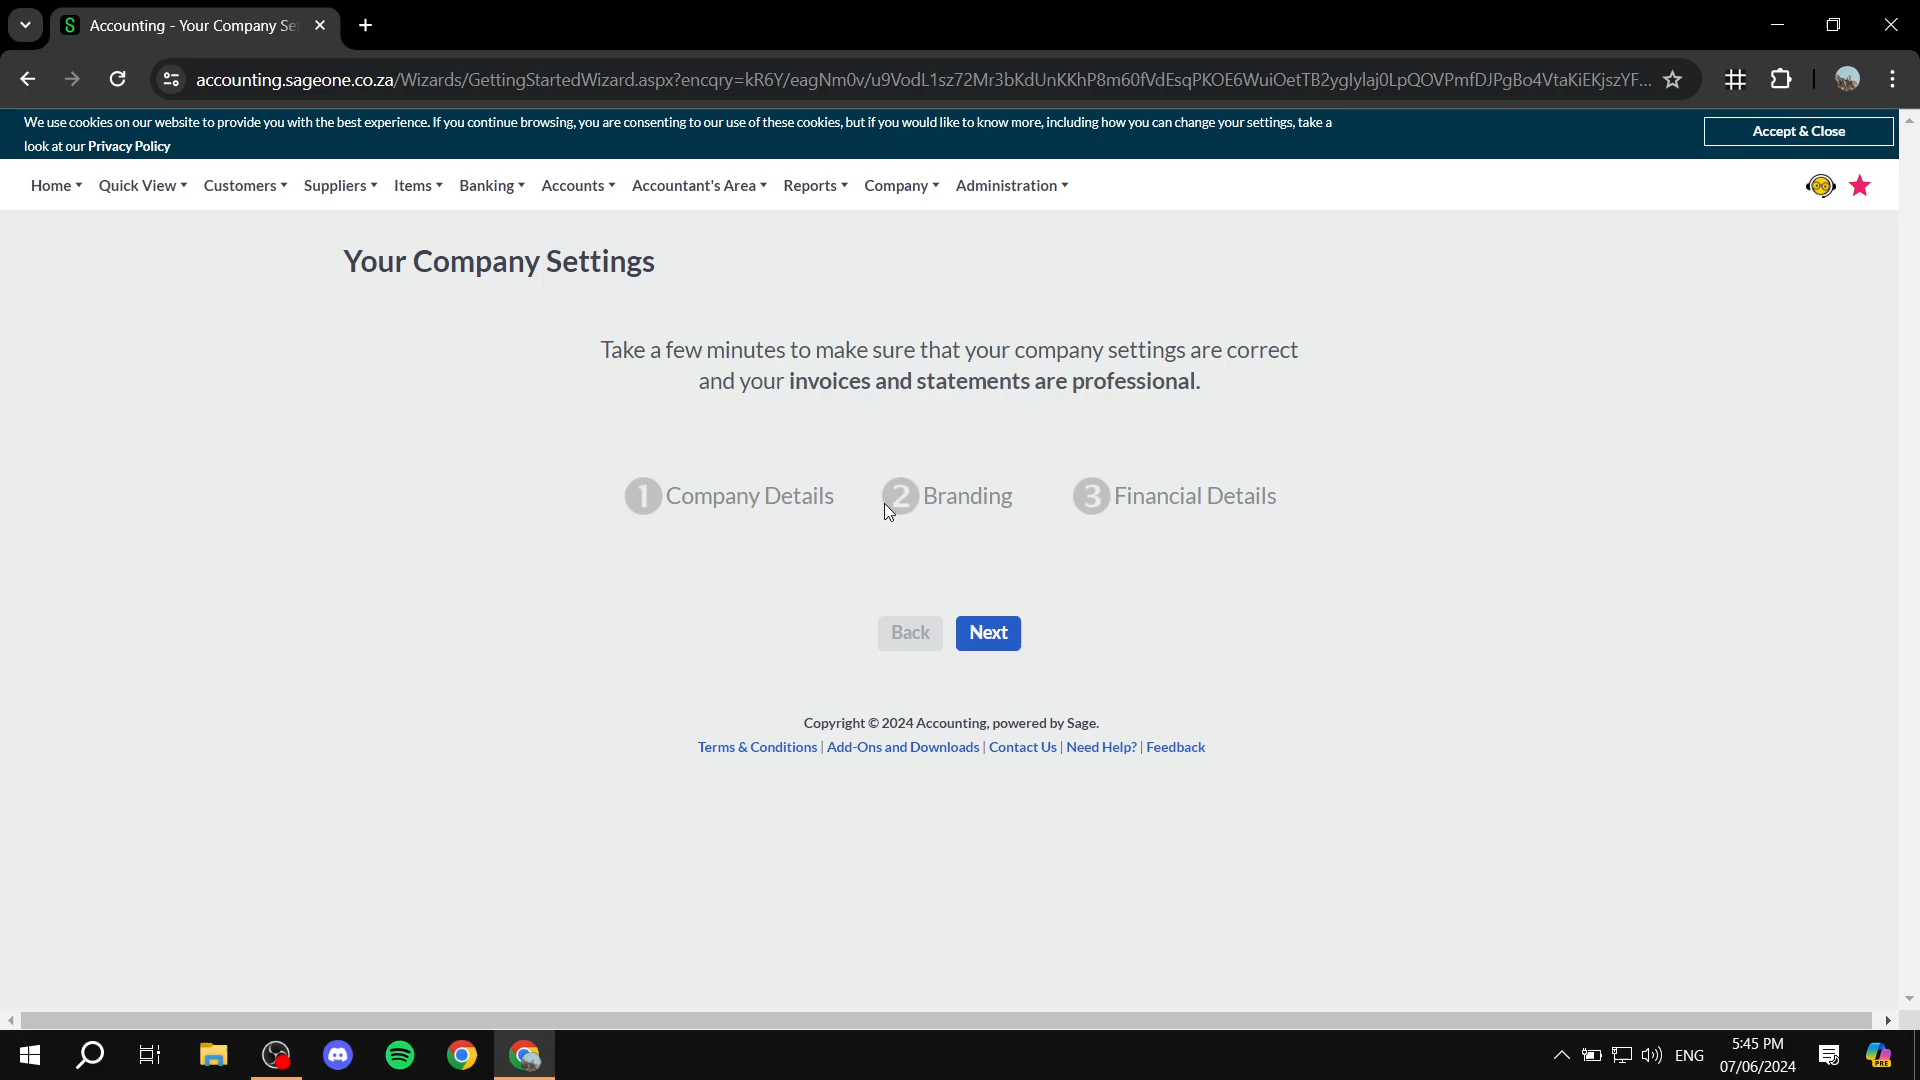 Accounting - Your Company Se
accounting.sageone.co.za/Wizards/GettingStartedWizard.aspx?encqry=kR6Y/eagNm0v/u9VodL1sz72Mr3bKdUnKKhP8m60fVdEsqPKOE6WuiOetTB2ygIylaj0LpQOVPmfDJPgBo4VtaKiEKjszYF...
We use cookies on our website to provide you with the best experience. If you continue browsing, you are consenting to our use of these cookies, but if you would like to know more, including how you can change your settings, take a
look at our Privacy Policy
Accept & Close
Home Quick View Customers Suppliers Items Banking Accounts Accountant's Area Reports Company Administration
Your Company Settings
Take a few minutes to make sure that your company settings are correct
and your invoices and statements are professional.
1 Company Details 2 Branding 3 Financial Details
Back Next
Copyright © 2024 Accounting, powered by Sage.
Terms & Conditions | Add-Ons and Downloads | Contact Us | Need Help? | Feedback
ENG
5:45 PM
07/06/2024
PRE